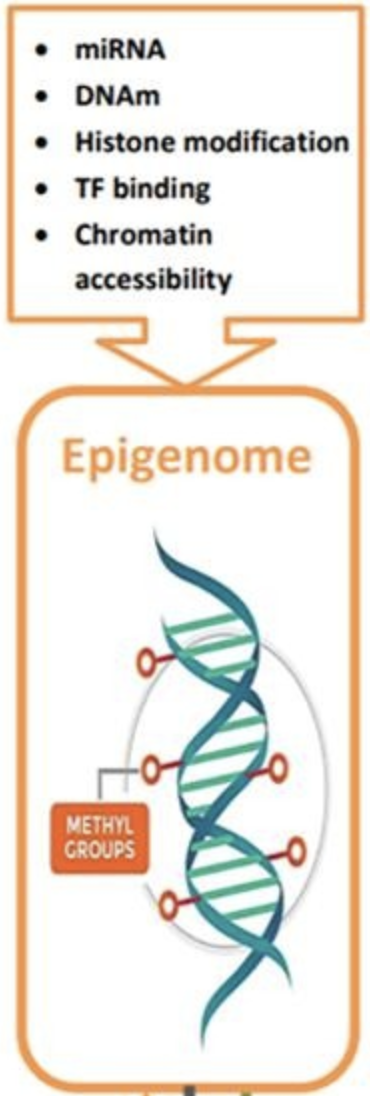 • miRNA
• DNAm
• Histone modification
• TF binding
• Chromatin
accessibility
Epigenome
METHYL
GROUPS